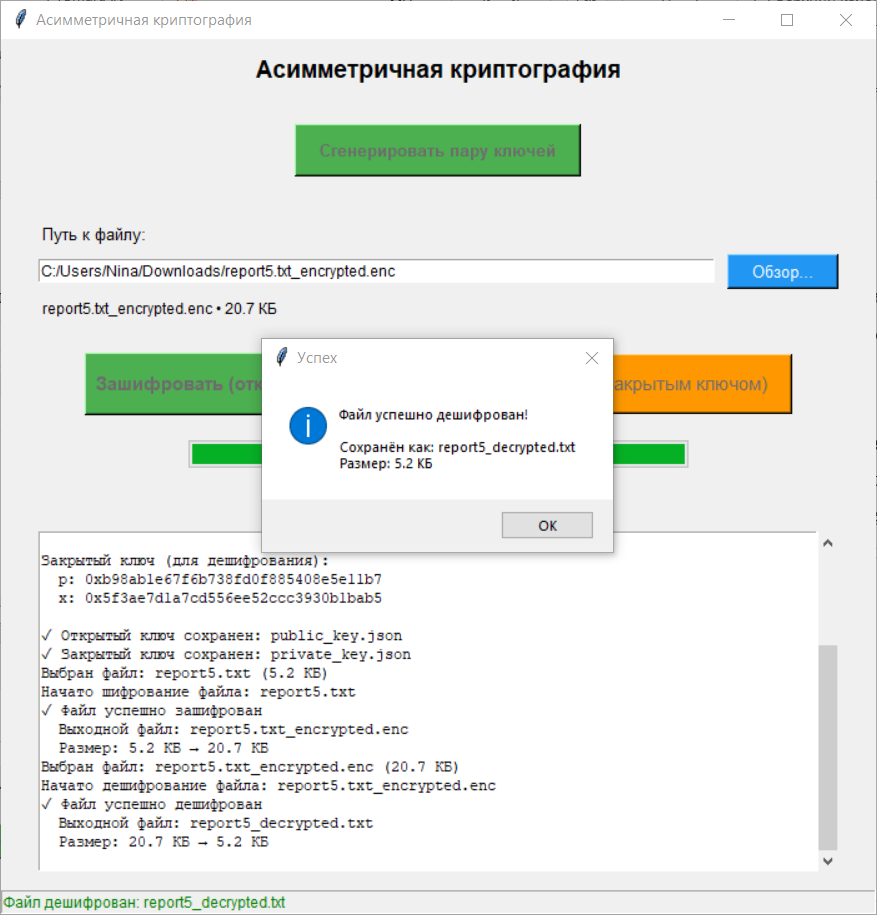 Асимметричная криптография
Асимметричная криптография
Сгенерировать пару ключей
Путь к файлу:
C:/Users/Nina/Downloads/report5.txt_encrypted.enc
Обзор...
report5.txt_encrypted.enc • 20.7 КБ
Зашифровать (отк
акрытым ключом)
Успех
Файл успешно дешифрован!
Сохранён как: report5_decrypted.txt
Размер: 5.2 КБ
ОК
Закрытый ключ (для дешифрования):
p: 0xb98ab1e67f6b738fd0f885408e5e11b7
x: 0x5f3ae7d1a7cd556ee52ccc3930b1bab5
✓ Открытый ключ сохранен: public_key.json
✓ Закрытый ключ сохранен: private_key.json
Выбран файл: report5.txt (5.2 КБ)
Начато шифрование файла: report5.txt
✓ Файл успешно зашифрован
Выходной файл: report5.txt_encrypted.enc
Размер: 5.2 КБ → 20.7 КБ
Выбран файл: report5.txt_encrypted.enc (20.7 КБ)
Начато дешифрование файла: report5.txt_encrypted.enc
✓ Файл успешно дешифрован
Выходной файл: report5_decrypted.txt
Размер: 20.7 КБ → 5.2 КБ
Файл дешифрован: report5_decrypted.txt